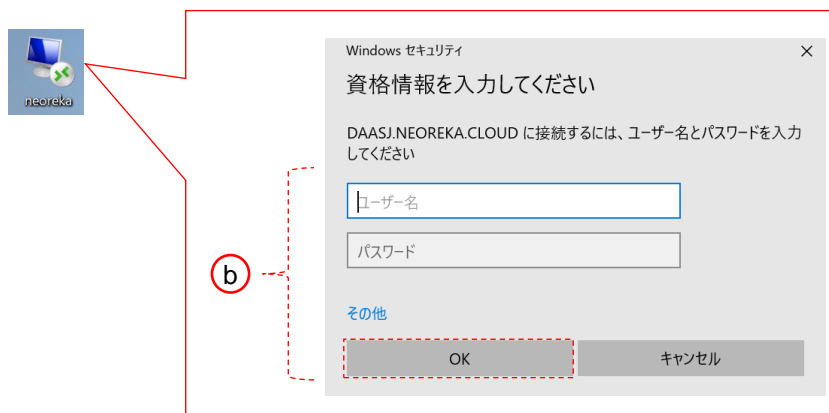 neoreka
Windows セキュリティ
資格情報を入力してください
DAASJ.NEOREKA.CLOUD に接続するには、ユーザー名とパスワードを入力
してください
ユーザー名
パスワード
b
その他
OK
キャンセル